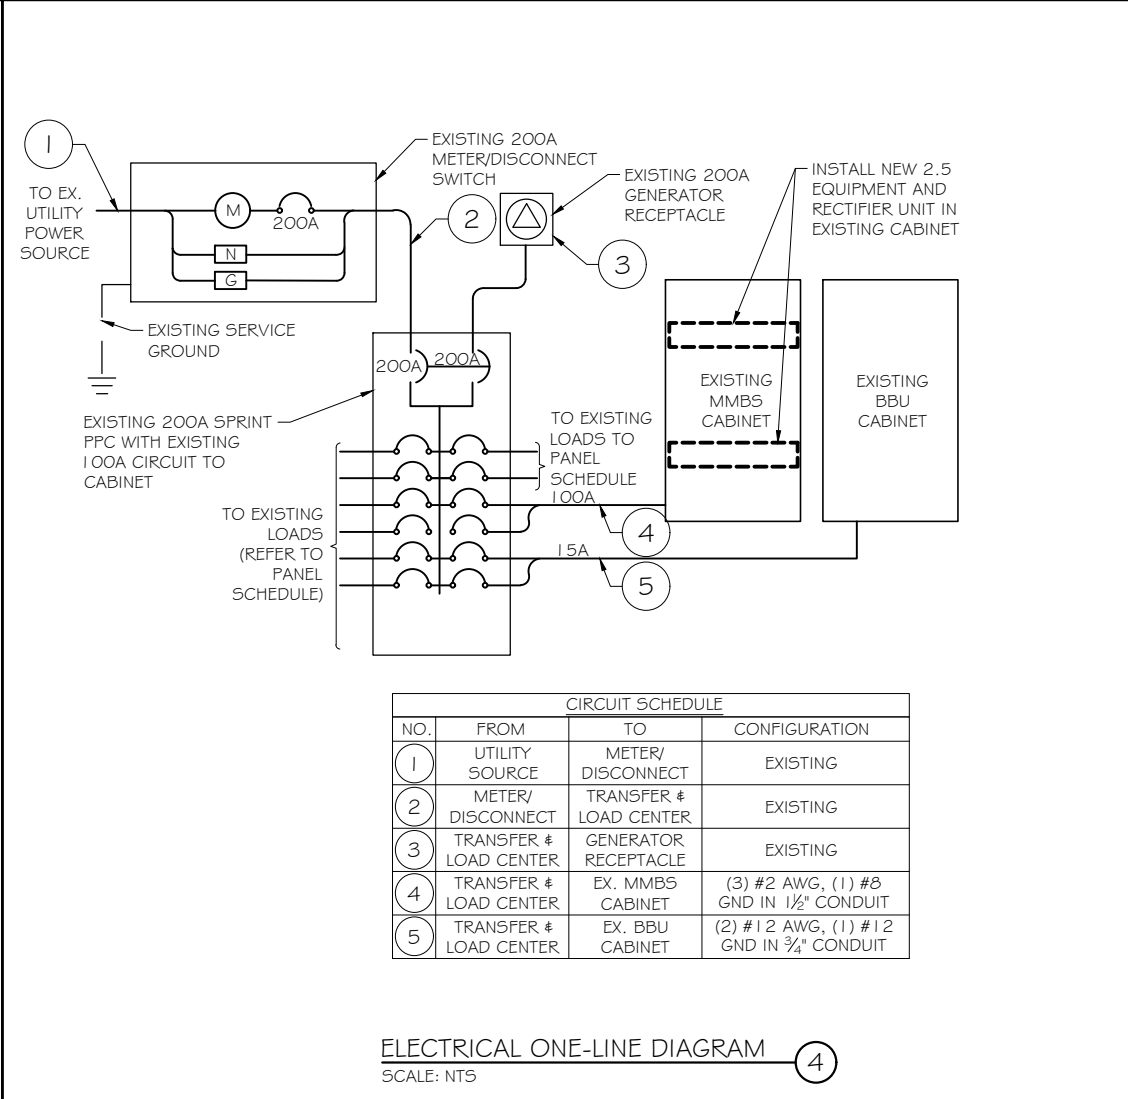 1
TO EX.
UTILITY
POWER
SOURCE
M
200A
N
G
EXISTING 200A
METER/DISCONNECT
SWITCH
2
EXISTING 200A
GENERATOR
RECEPTACLE
3
INSTALL NEW 2.5
EQUIPMENT AND
RECTIFIER UNIT IN
EXISTING CABINET
EXISTING SERVICE
GROUND
200A
200A
EXISTING
MMBS
CABINET
EXISTING
BBU
CABINET
EXISTING 200A SPRINT
PPC WITH EXISTING
100A CIRCUIT TO
CABINET
TO EXISTING
LOADS TO
PANEL
SCHEDULE
100A
4
TO EXISTING
LOADS
(REFER TO
PANEL
SCHEDULE)
15A
5
CIRCUIT SCHEDULE
NO. FROM TO CONFIGURATION
1 UTILITY SOURCE METER/ DISCONNECT EXISTING
2 METER/ DISCONNECT TRANSFER & LOAD CENTER EXISTING
3 TRANSFER & LOAD CENTER GENERATOR RECEPTACLE EXISTING
4 TRANSFER & LOAD CENTER EX. MMBS CABINET (3) #2 AWG, (1) #8 GND IN 1½" CONDUIT
5 TRANSFER & LOAD CENTER EX. BBU CABINET (2) #12 AWG, (1) #12 GND IN ¾" CONDUIT
ELECTRICAL ONE-LINE DIAGRAM
4
SCALE: NTS